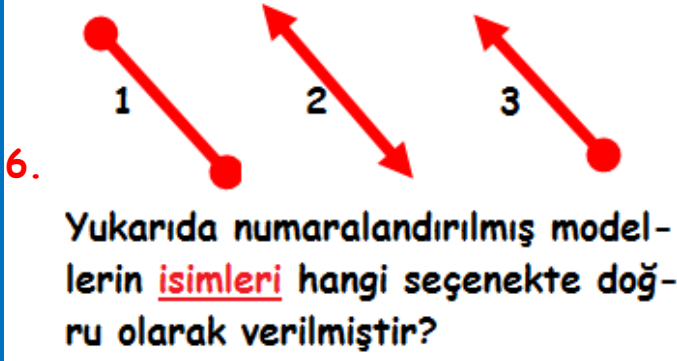 1 2 3
6.
Yukarıda numaralandırılmış model-
lerin isimleri hangi seçenekte doğ-
ru olarak verilmiştir?